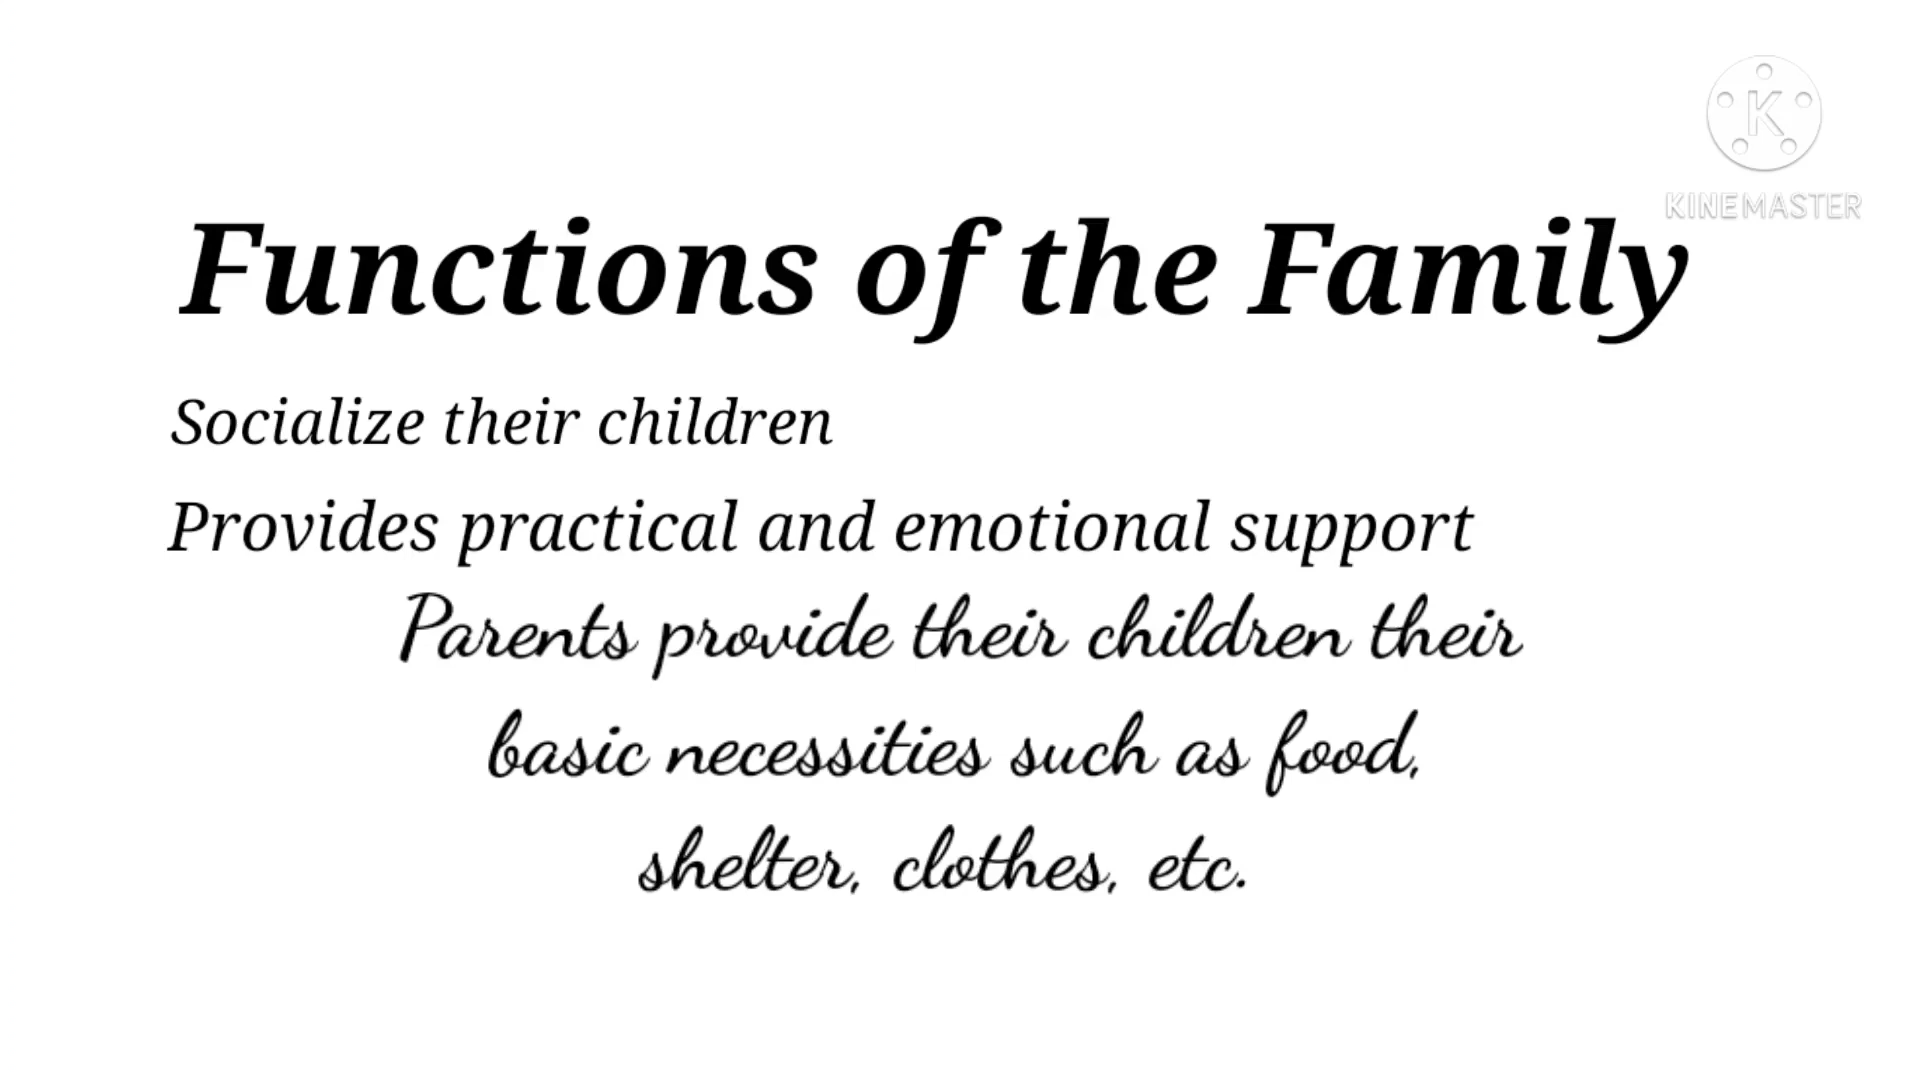 K
KINEMASTER
Functions of the Family
Socialize their children
Provides practical and emotional support
Parents provide their children their
basic necessities such as food,
shelter, clothes, etc.